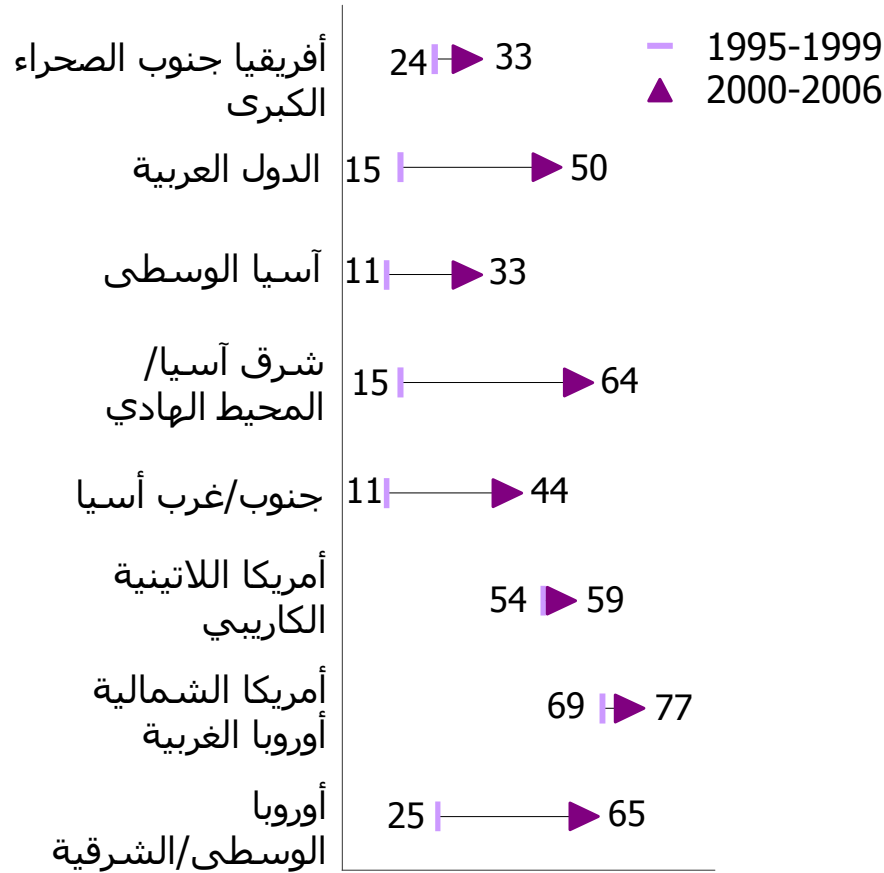 أفريقيا جنوب الصحراء
الكبرى
24
33
1995-1999
2000-2006
الدول العربية
15
50
آسيا الوسطى
11
33
شرق آسيا/
المحيط الهادي
15
64
جنوب/غرب أسيا
11
44
أمريكا اللاتينية
الكاريبي
54
59
أمريكا الشمالية
أوروبا الغربية
69
77
أوروبا
الوسطى/الشرقية
25
65